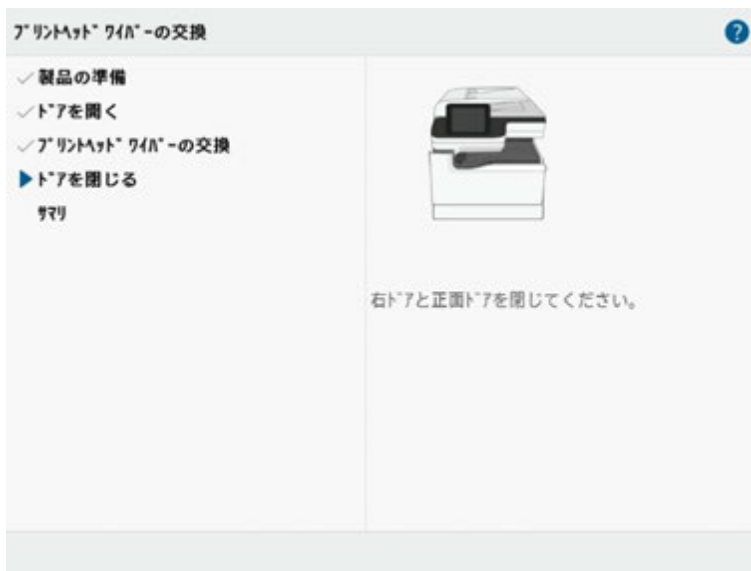 ﾌﾟﾘﾝﾄﾍｯﾄﾞ ﾜｲﾊﾟｰの交換
?
製品の準備
ﾄﾞｱを開く
ﾌﾟﾘﾝﾄﾍｯﾄﾞ ﾜｲﾊﾟｰの交換
ﾄﾞｱを閉じる
ｻﾏﾘ
右ﾄﾞｱと正面ﾄﾞｱを閉じてください。